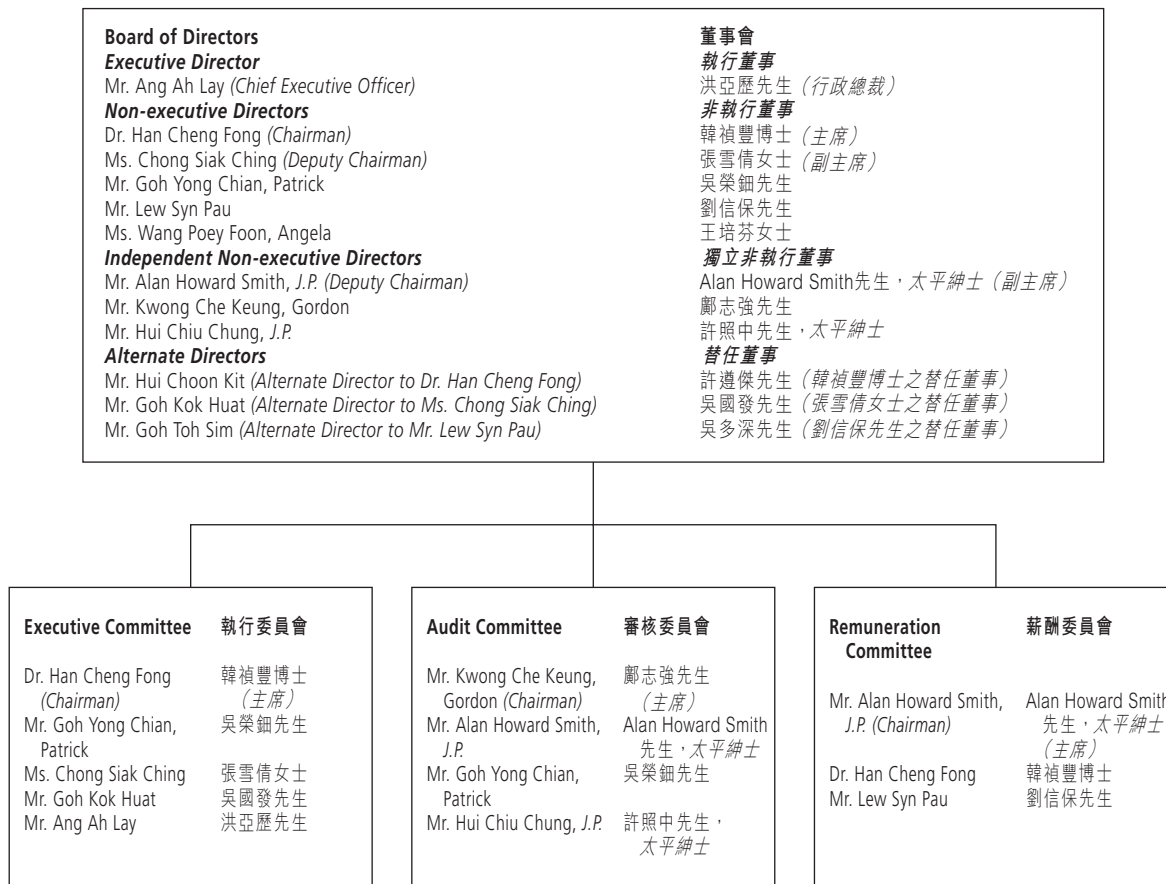 Board of Directors 董事會
Executive Director 執行董事
Mr. Ang Ah Lay (Chief Executive Officer) 洪亞歷先生（行政總裁）
Non-executive Directors 非執行董事
Dr. Han Cheng Fong (Chairman) 韓禎豐博士（主席）
Ms. Chong Siak Ching (Deputy Chairman) 張雪倩女士（副主席）
Mr. Goh Yong Chian, Patrick 吳榮鈿先生
Mr. Lew Syn Pau 劉信保先生
Ms. Wang Poey Foon, Angela 王培芬女士
Independent Non-executive Directors 獨立非執行董事
Mr. Alan Howard Smith, J.P. (Deputy Chairman) Alan Howard Smith先生，太平紳士（副主席）
Mr. Kwong Che Keung, Gordon 鄺志強先生
Mr. Hui Chiu Chung, J.P. 許照中先生，太平紳士
Alternate Directors 替任董事
Mr. Hui Choon Kit (Alternate Director to Dr. Han Cheng Fong) 許遵傑先生（韓禎豐博士之替任董事）
Mr. Goh Kok Huat (Alternate Director to Ms. Chong Siak Ching) 吳國發先生（張雪倩女士之替任董事）
Mr. Goh Toh Sim (Alternate Director to Mr. Lew Syn Pau) 吳多深先生（劉信保先生之替任董事）
Executive Committee 執行委員會
Dr. Han Cheng Fong 韓禎豐博士
(Chairman) （主席）
Mr. Goh Yong Chian, 吳榮鈿先生
Patrick
Ms. Chong Siak Ching 張雪倩女士
Mr. Goh Kok Huat 吳國發先生
Mr. Ang Ah Lay 洪亞歷先生
Audit Committee 審核委員會
Mr. Kwong Che Keung, 鄺志強先生
Gordon (Chairman) （主席）
Mr. Alan Howard Smith, Alan Howard Smith
J.P. 先生，太平紳士
Mr. Goh Yong Chian, 吳榮鈿先生
Patrick
Mr. Hui Chiu Chung, J.P. 許照中先生，
太平紳士
Remuneration 薪酬委員會
Committee
Mr. Alan Howard Smith, Alan Howard Smith
J.P. (Chairman) 先生，太平紳士
（主席）
Dr. Han Cheng Fong 韓禎豐博士
Mr. Lew Syn Pau 劉信保先生